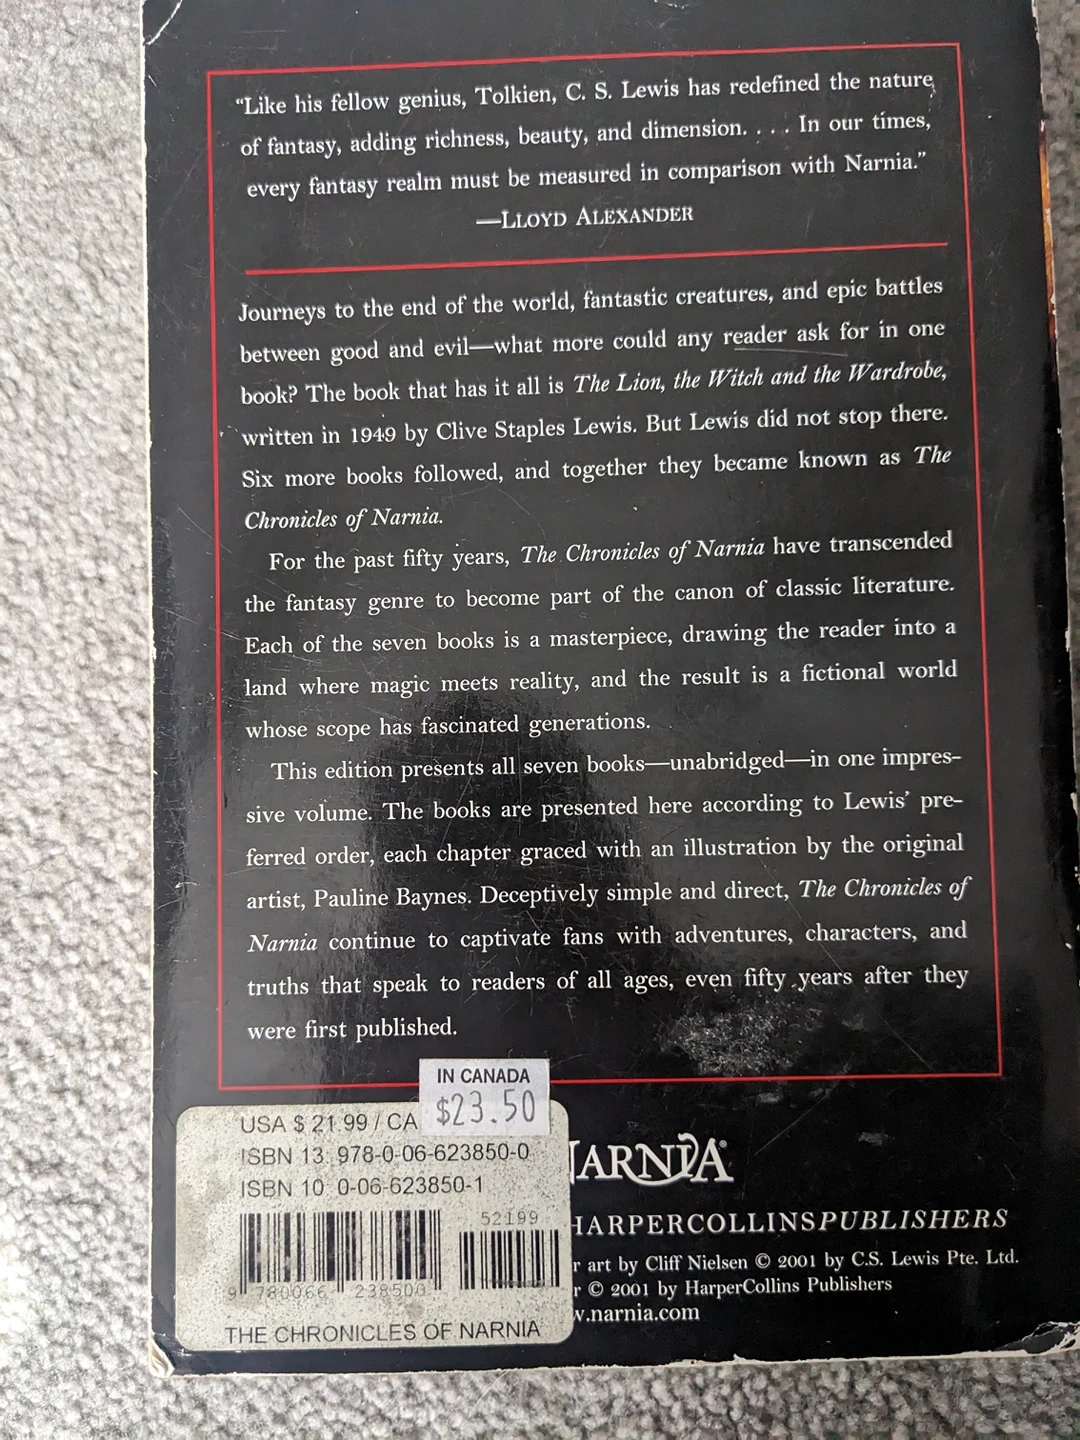 “Like his fellow genius, Tolkien, C. S. Lewis has redefined the nature
of fantasy, adding richness, beauty, and dimension. . . . In our times,
every fantasy realm must be measured in comparison with Narnia.”
—LLOYD ALEXANDER
Journeys to the end of the world, fantastic creatures, and epic battles
between good and evil—what more could any reader ask for in one
book? The book that has it all is The Lion, the Witch and the Wardrobe,
written in 1949 by Clive Staples Lewis. But Lewis did not stop there.
Six more books followed, and together they became known as The
Chronicles of Narnia.
For the past fifty years, The Chronicles of Narnia have transcended
the fantasy genre to become part of the canon of classic literature.
Each of the seven books is a masterpiece, drawing the reader into a
land where magic meets reality, and the result is a fictional world
whose scope has fascinated generations.
This edition presents all seven books—unabridged—in one impres-
sive volume. The books are presented here according to Lewis’ pre-
ferred order, each chapter graced with an illustration by the original
artist, Pauline Baynes. Deceptively simple and direct, The Chronicles of
Narnia continue to captivate fans with adventures, characters, and
truths that speak to readers of all ages, even fifty years after they
were first published.
IN CANADA
$23.50
USA $ 21.99 / CA
ISBN 13 978-0-06-623850-0
ISBN 10 0-06-623850-1
52199
9 780066 238500
THE CHRONICLES OF NARNIA
NARNIA®
HARPERCOLLINSPUBLISHERS
r art by Cliff Nielsen © 2001 by C.S. Lewis Pte. Ltd.
r © 2001 by HarperCollins Publishers
w.narnia.com